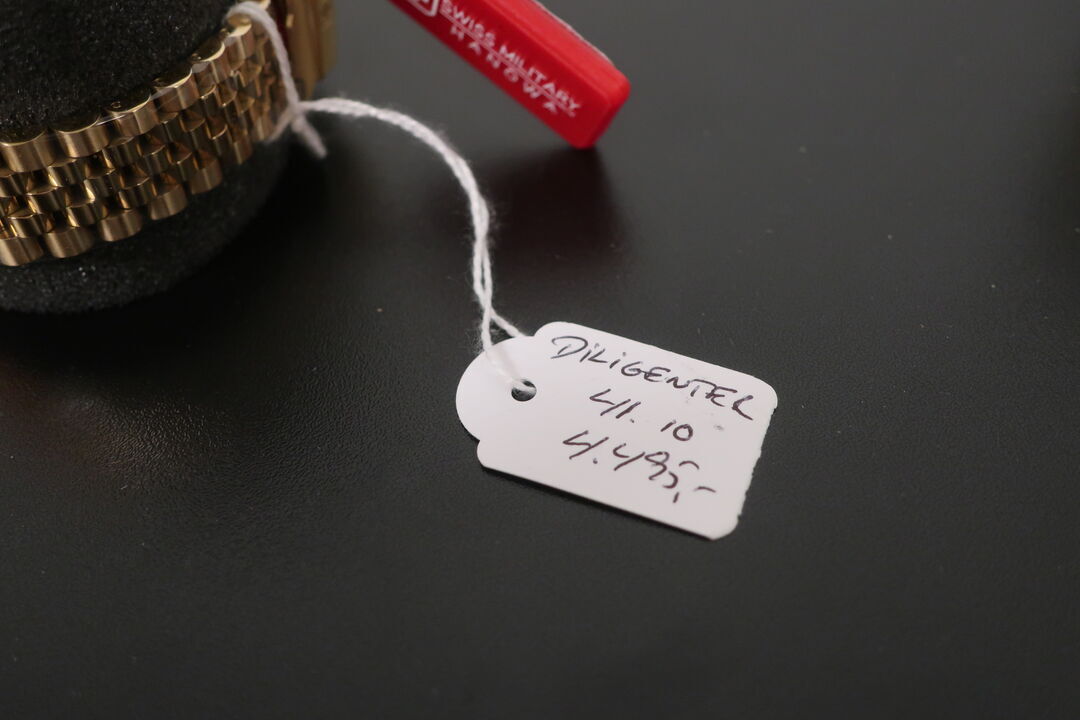 SWISS MILITARY
HANOWA
DILIGENTER
41. 10
4.495,-